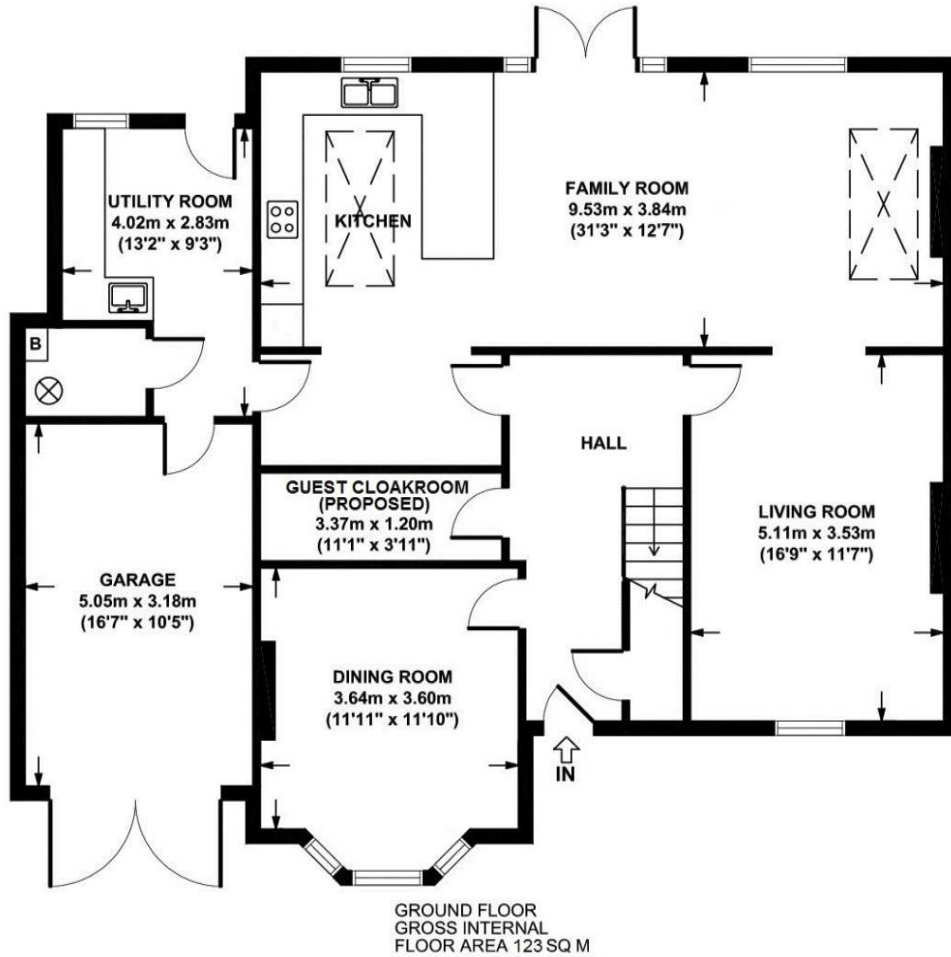 UTILITY ROOM
4.02m x 2.83m
(13'2" x 9'3")
KITCHEN
FAMILY ROOM
9.53m x 3.84m
(31'3" x 12'7")
B
HALL
GUEST CLOAKROOM
(PROPOSED)
3.37m x 1.20m
(11'1" x 3'11")
LIVING ROOM
5.11m x 3.53m
(16'9" x 11'7")
GARAGE
5.05m x 3.18m
(16'7" x 10'5")
DINING ROOM
3.64m x 3.60m
(11'11" x 11'10")
IN
GROUND FLOOR
GROSS INTERNAL
FLOOR AREA 123 SQ M